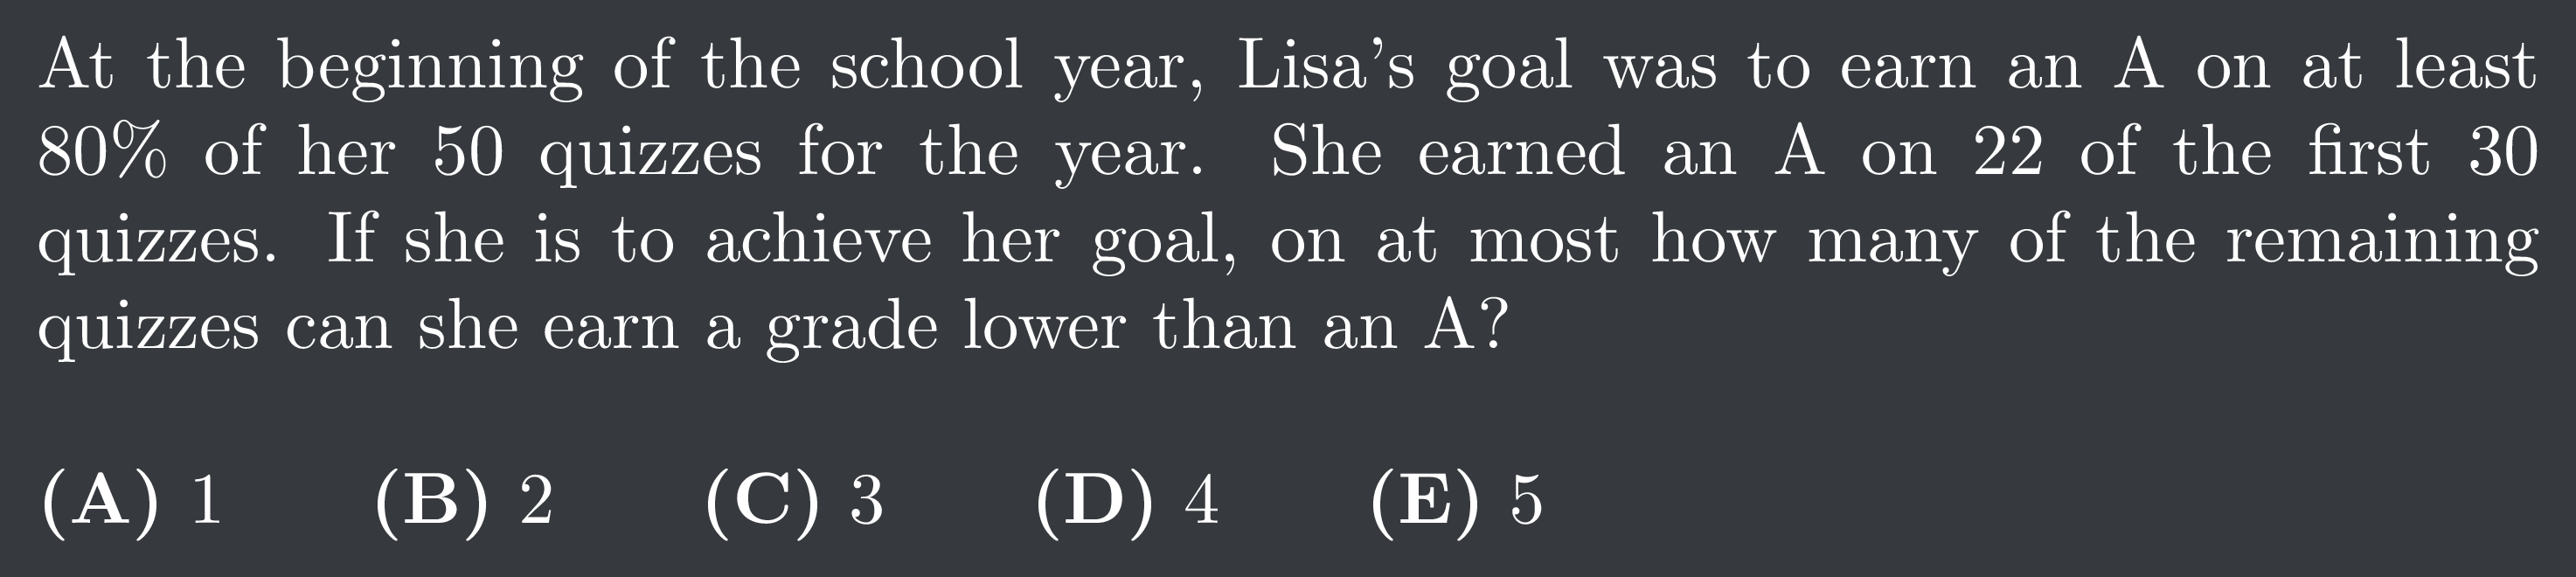 At the beginning of the school year, Lisa's goal was to earn an A on at least
80% of her 50 quizzes for the year. She earned an A on 22 of the first 30
quizzes. If she is to achieve her goal, on at most how many of the remaining
quizzes can she earn a grade lower than an A?
(A) 1 (B) 2 (C) 3 (D) 4 (E) 5